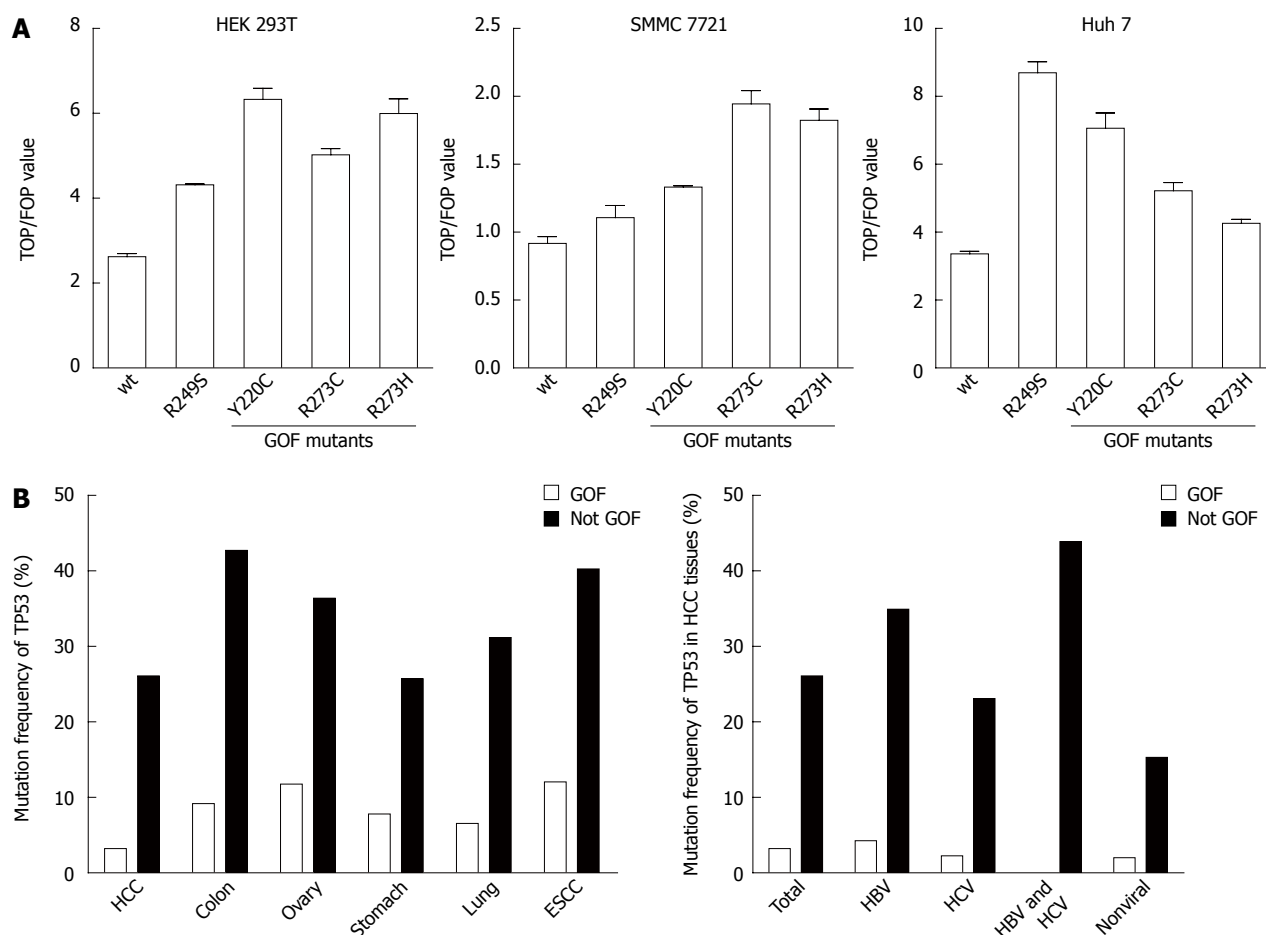 A
HEK 293T
TOP/FOP value
8
6
4
2
0
wt
R249S
Y220C
R273C
R273H
GOF mutants
SMMC 7721
TOP/FOP value
2.5
2.0
1.5
1.0
0.5
0.0
wt
R249S
Y220C
R273C
R273H
GOF mutants
Huh 7
TOP/FOP value
10
8
6
4
2
0
wt
R249S
Y220C
R273C
R273H
GOF mutants
B
Mutation frequency of TP53 (%)
50
40
30
20
10
0
GOF
Not GOF
HCC
Colon
Ovary
Stomach
Lung
ESCC
Mutation frequency of TP53 in HCC tissues (%)
50
40
30
20
10
0
GOF
Not GOF
Total
HBV
HCV
HBV and
HCV
Nonviral